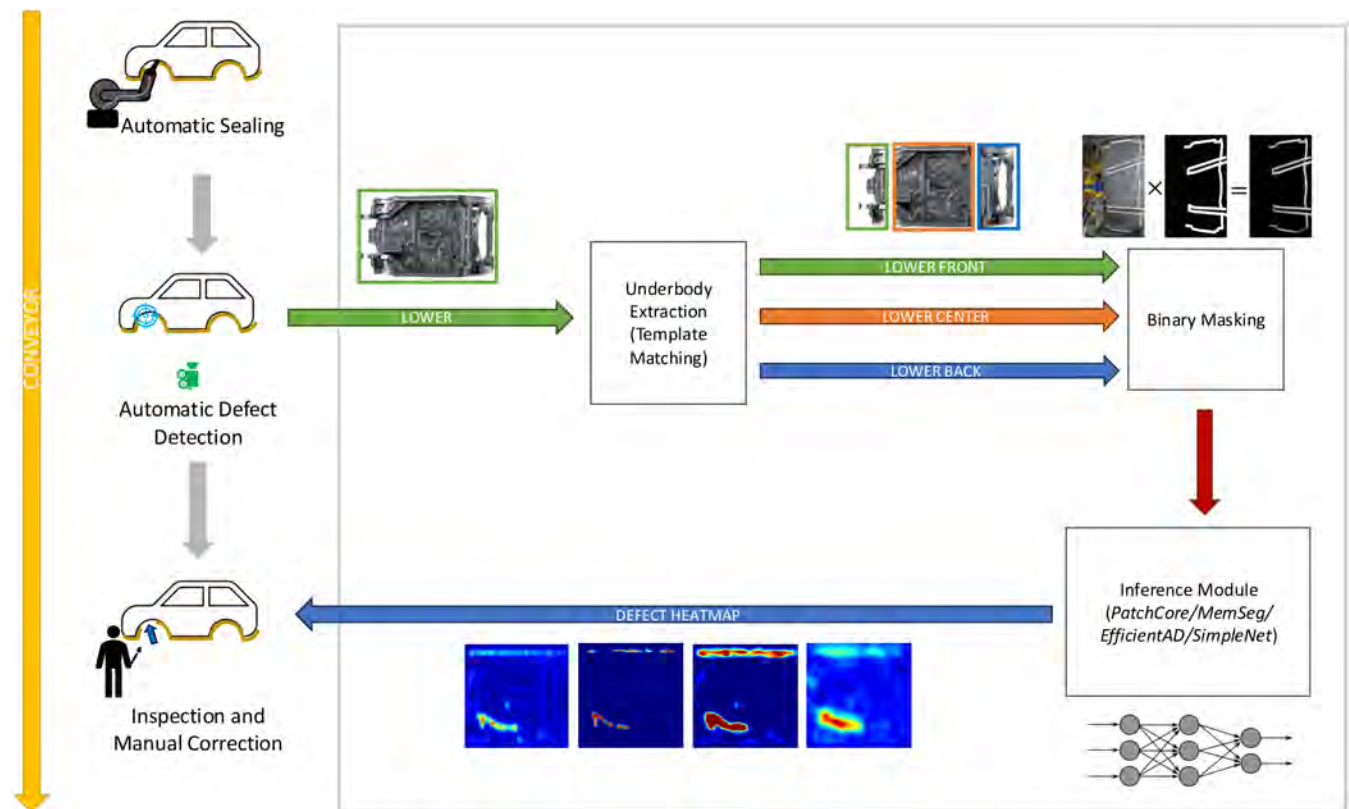 CONVEYOR
Automatic Sealing
Automatic Defect
Detection
Inspection and
Manual Correction
LOWER
Underbody
Extraction
(Template
Matching)
LOWER FRONT
LOWER CENTER
LOWER BACK
×
=
Binary Masking
Inference Module
(PatchCore/MemSeg/
EfficientAD/SimpleNet)
DEFECT HEATMAP